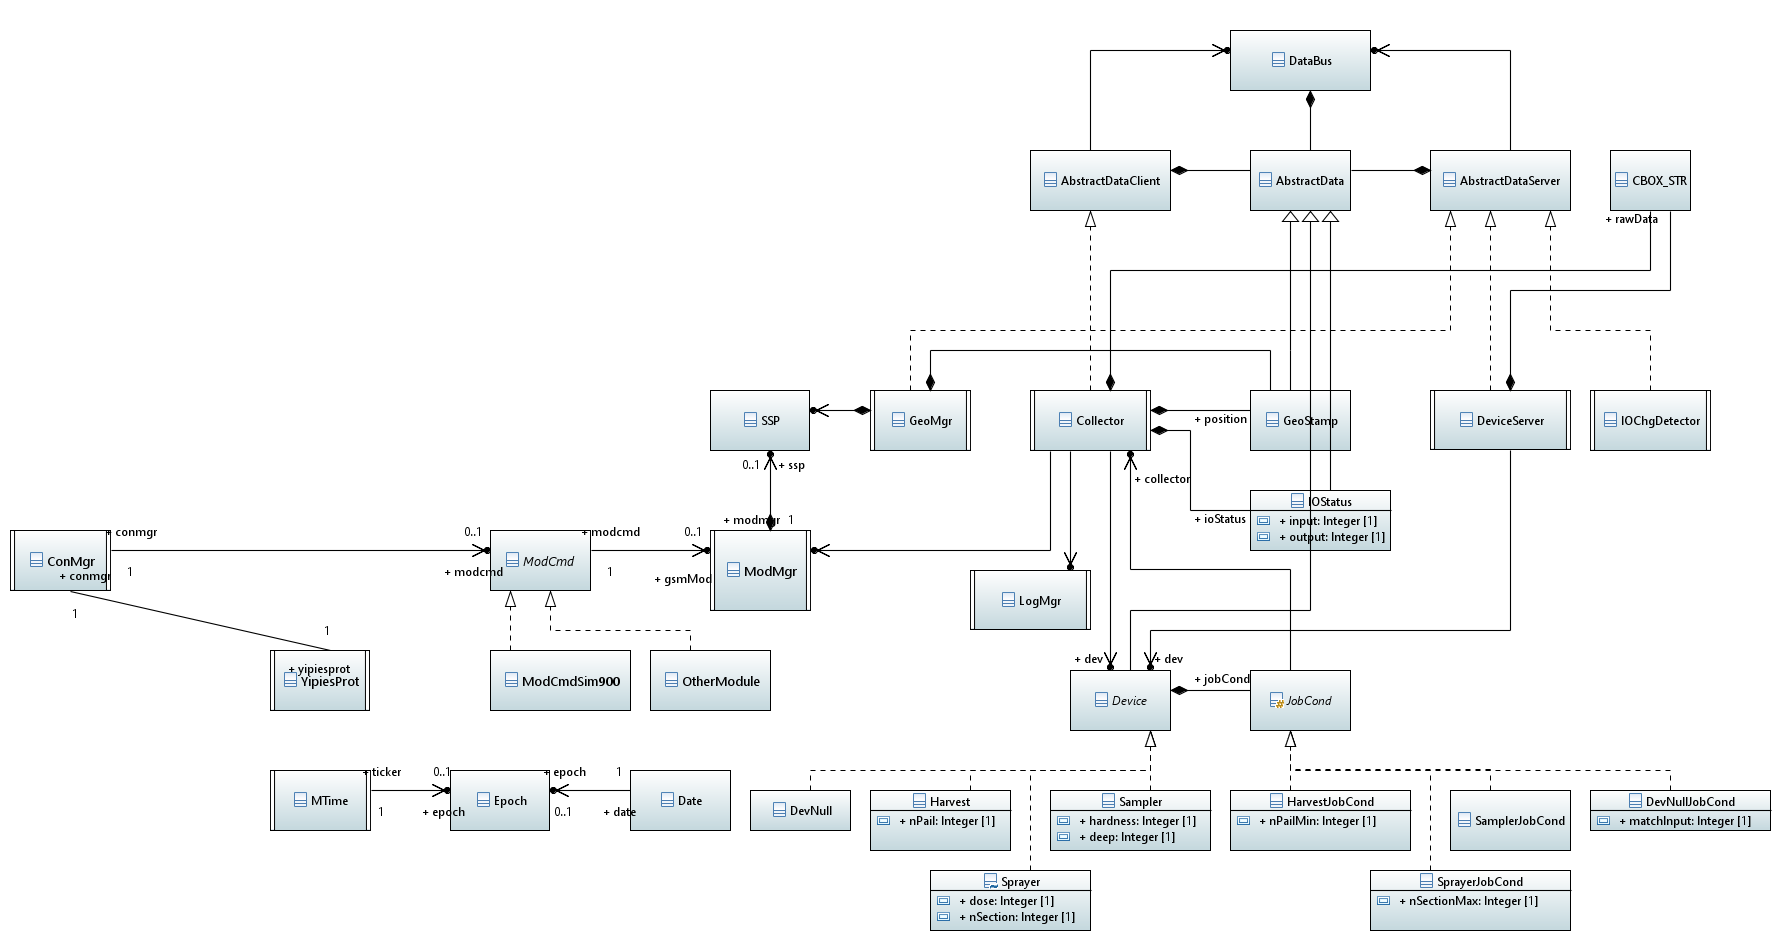 DataBus
AbstractDataClient
AbstractData
AbstractDataServer
CBOX_STR
+ rawData
SSP
GeoMgr
Collector
+ position
GeoStamp
DeviceServer
IOChgDetector
0..1
+ ssp
+ collector
+ ioStatus
IOStatus
+ input: Integer [1]
+ output: Integer [1]
+ modmgr
1
+ conmgr
0..1
+ modcmd
0..1
ConMgr
+ conmgr
1
+ modcmd
ModCmd
1
+ gsmMod
ModMgr
LogMgr
1
1
+ yipiesprot
YipiesProt
ModCmdSim900
OtherModule
+ dev
+ dev
Device
+ jobCond
JobCond
+ ticker
0..1
+ epoch
1
MTime
1
+ epoch
Epoch
0..1
+ date
Date
DevNull
Harvest
+ nPail: Integer [1]
Sampler
+ hardness: Integer [1]
+ deep: Integer [1]
HarvestJobCond
+ nPailMin: Integer [1]
SamplerJobCond
DevNullJobCond
+ matchInput: Integer [1]
Sprayer
+ dose: Integer [1]
+ nSection: Integer [1]
SprayerJobCond
+ nSectionMax: Integer [1]